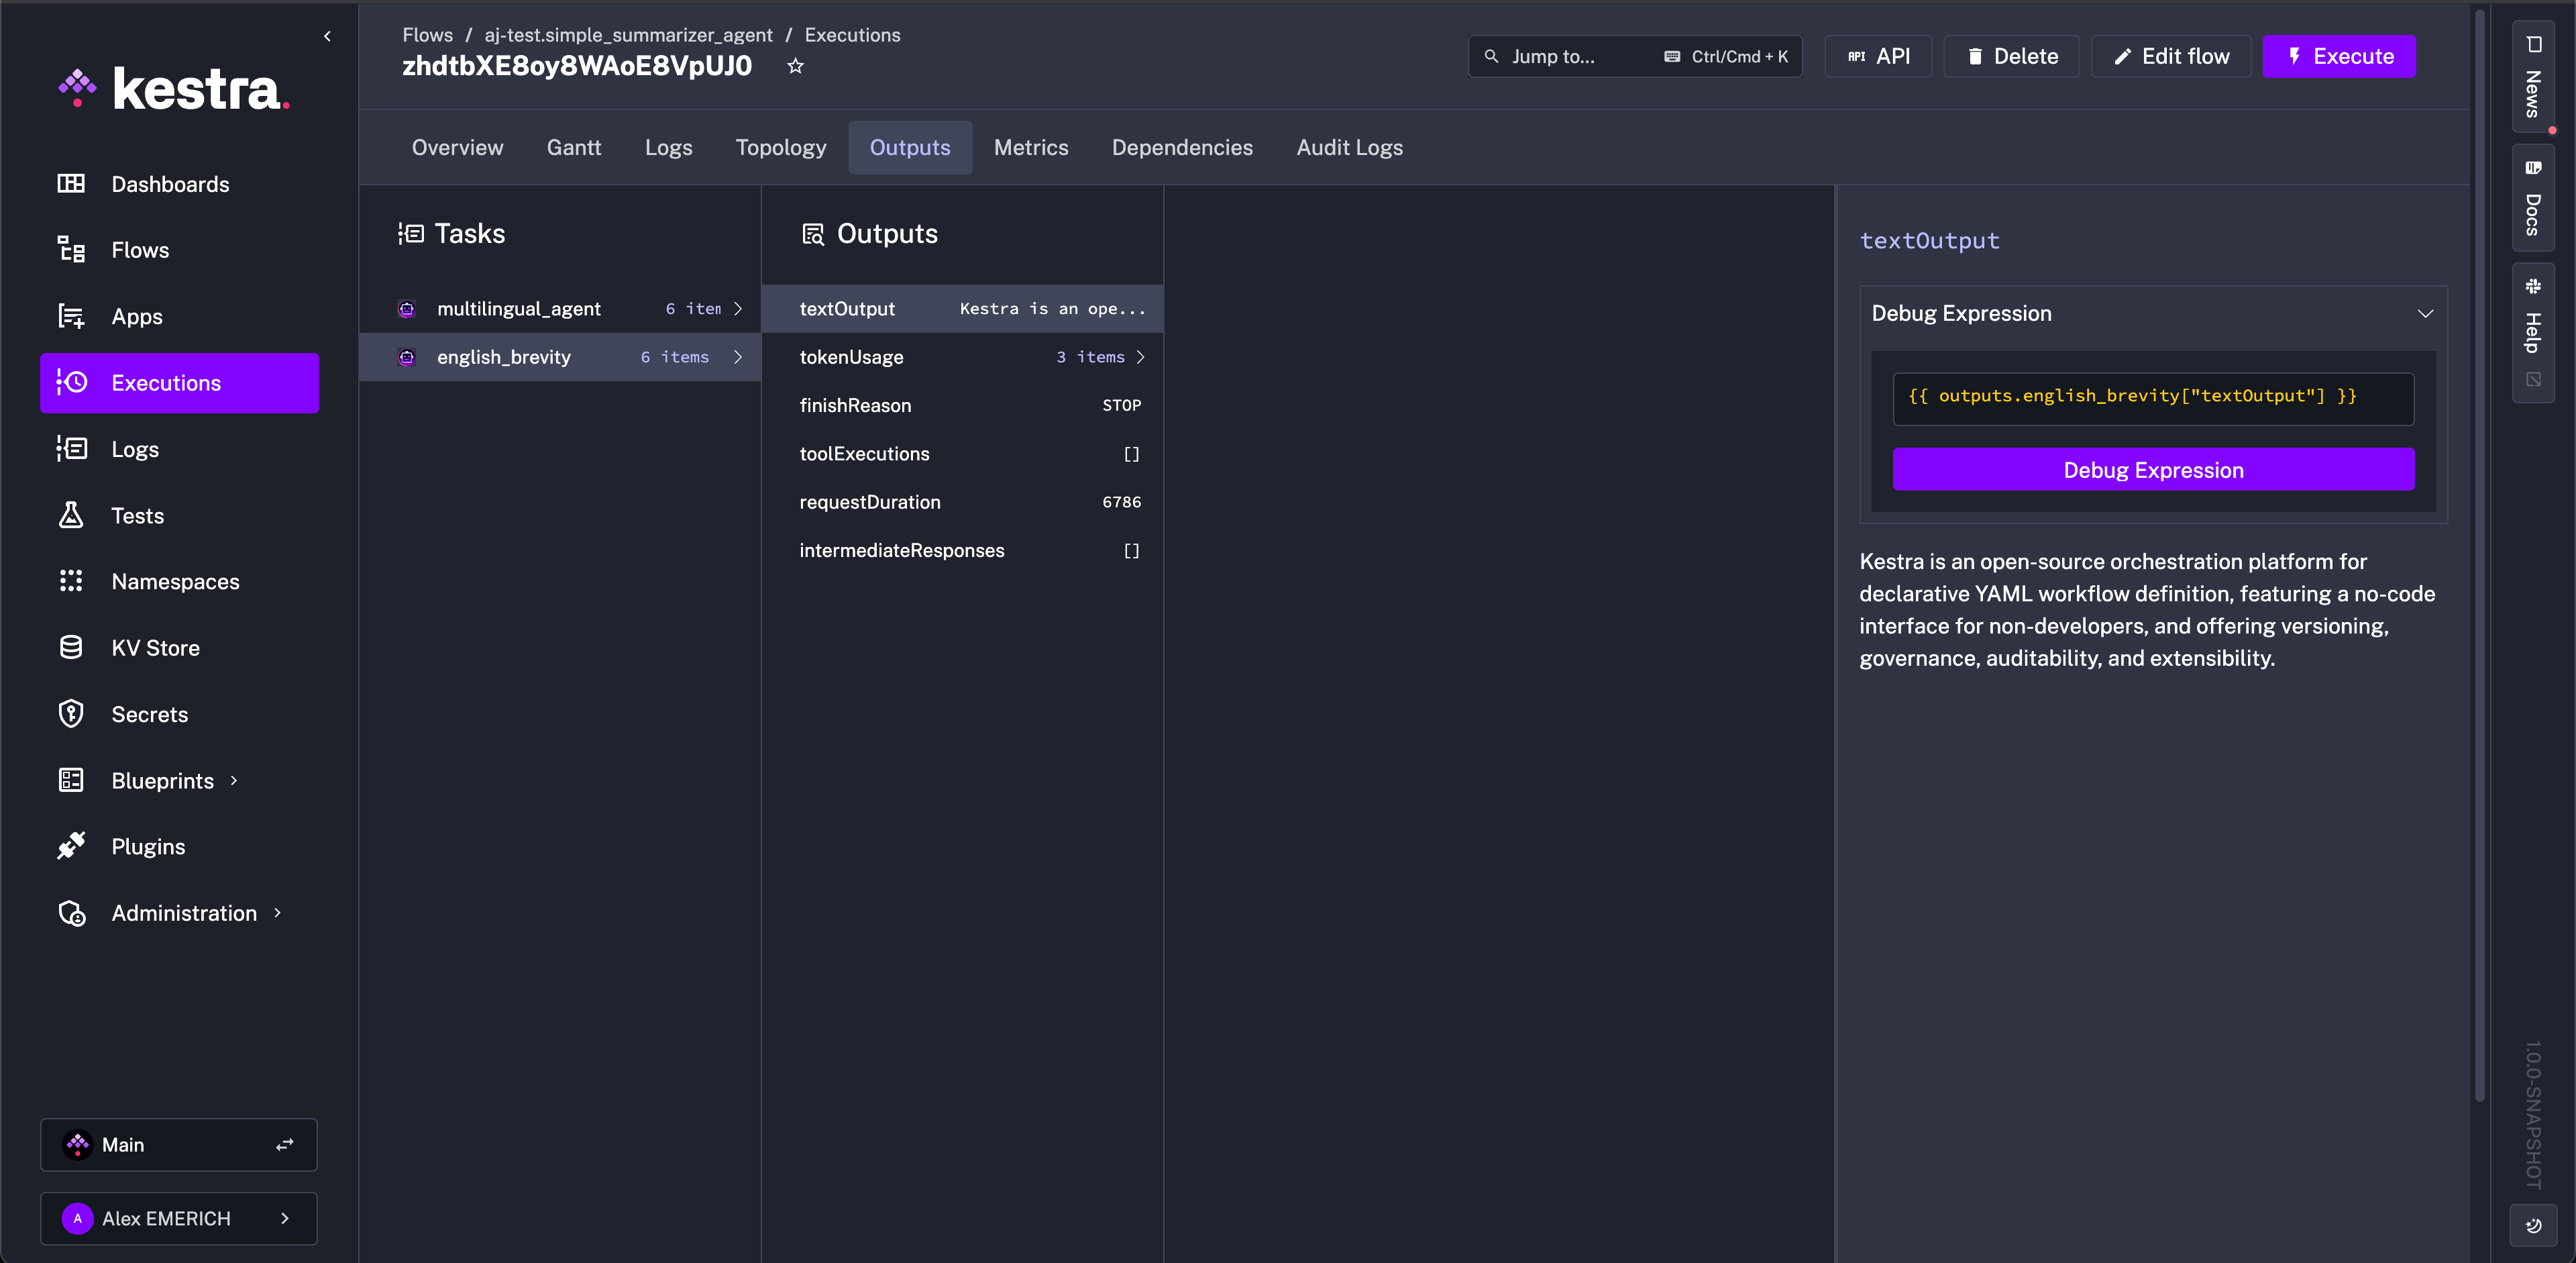 kestra.
Dashboards
Flows
Apps
Executions
Logs
Tests
Namespaces
KV Store
Secrets
Blueprints
Plugins
Administration
Main
A Alex EMERICH
Flows / aj-test.simple_summarizer_agent / Executions
zhdtbXE8oy8WAoE8VpUJ0
Jump to... Ctrl/Cmd + K
API API
Delete
Edit flow
Execute
Overview Gantt Logs Topology Outputs Metrics Dependencies Audit Logs
Tasks
multilingual_agent 6 item
english_brevity 6 items
Outputs
textOutput Kestra is an ope...
tokenUsage 3 items
finishReason STOP
toolExecutions []
requestDuration 6786
intermediateResponses []
textOutput
Debug Expression
{{ outputs.english_brevity["textOutput"] }}
Debug Expression
Kestra is an open-source orchestration platform for
declarative YAML workflow definition, featuring a no-code
interface for non-developers, and offering versioning,
governance, auditability, and extensibility.
News
Docs
Help
1.0.0-SNAPSHOT